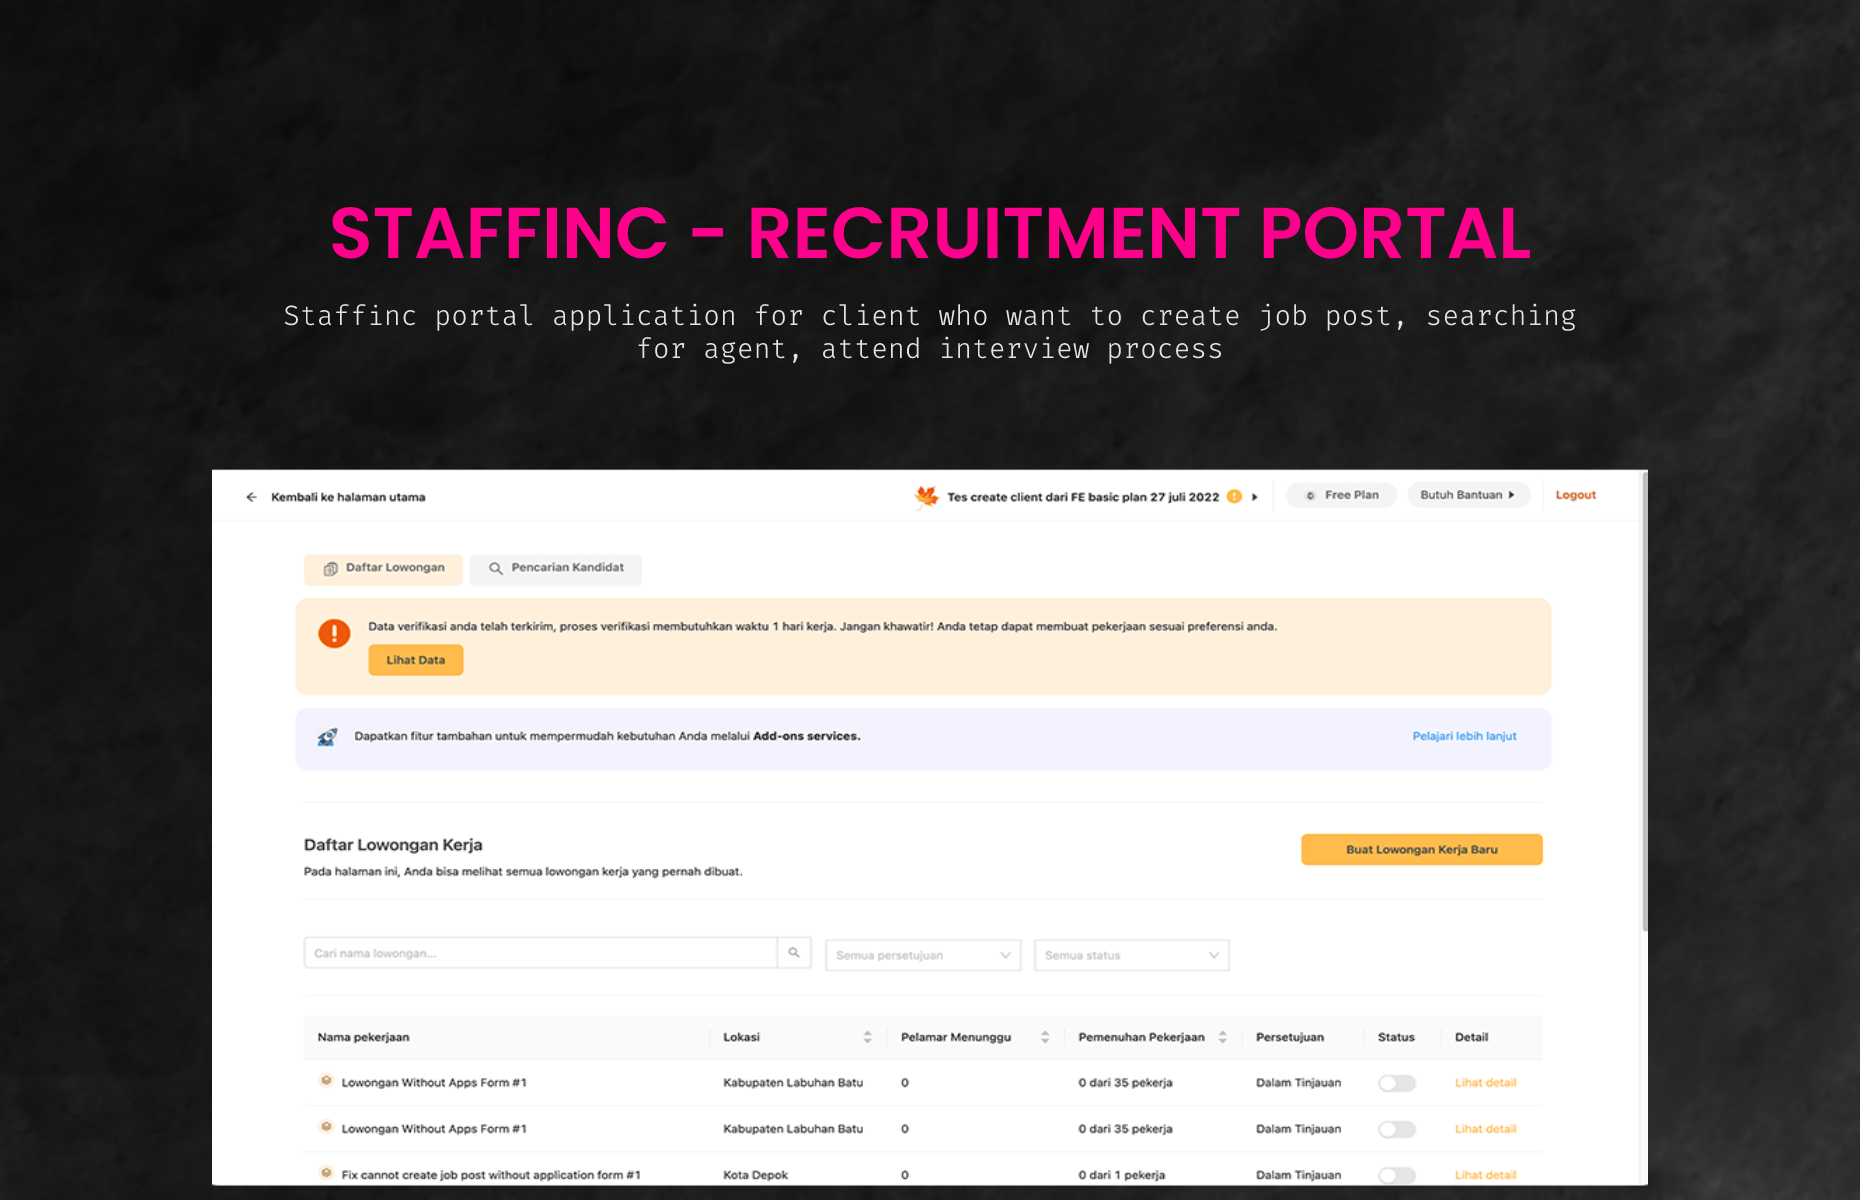 STAFFINC - RECRUITMENT PORTAL
Staffinc portal application for client who want to create job post, searching
for agent, attend interview process
Kembali ke halaman utama
Tes create client dari FE basic plan 27 juli 2022
Free Plan
Butuh Bantuan
Logout
Daftar Lowongan
Pencarian Kandidat
Data verifikasi anda telah terkirim, proses verifikasi membutuhkan waktu 1 hari kerja. Jangan khawatir! Anda tetap dapat membuat pekerjaan sesuai preferensi anda.
Lihat Data
Dapatkan fitur tambahan untuk mempermudah kebutuhan Anda melalui Add-ons services.
Pelajari lebih lanjut
Daftar Lowongan Kerja
Buat Lowongan Kerja Baru
Pada halaman ini, Anda bisa melihat semua lowongan kerja yang pernah dibuat.
Cari nama lowongan...
Semua persetujuan
Semua status
Nama pekerjaan Lokasi Pelamar Menunggu Pemenuhan Pekerjaan Persetujuan Status Detail
Lowongan Without Apps Form #1 Kabupaten Labuhan Batu 0 0 dari 35 pekerja Dalam Tinjauan Lihat detail
Lowongan Without Apps Form #1 Kabupaten Labuhan Batu 0 0 dari 35 pekerja Dalam Tinjauan Lihat detail
Fix cannot create job post without application form #1 Kota Depok 0 0 dari 1 pekerja Dalam Tinjauan Lihat detail